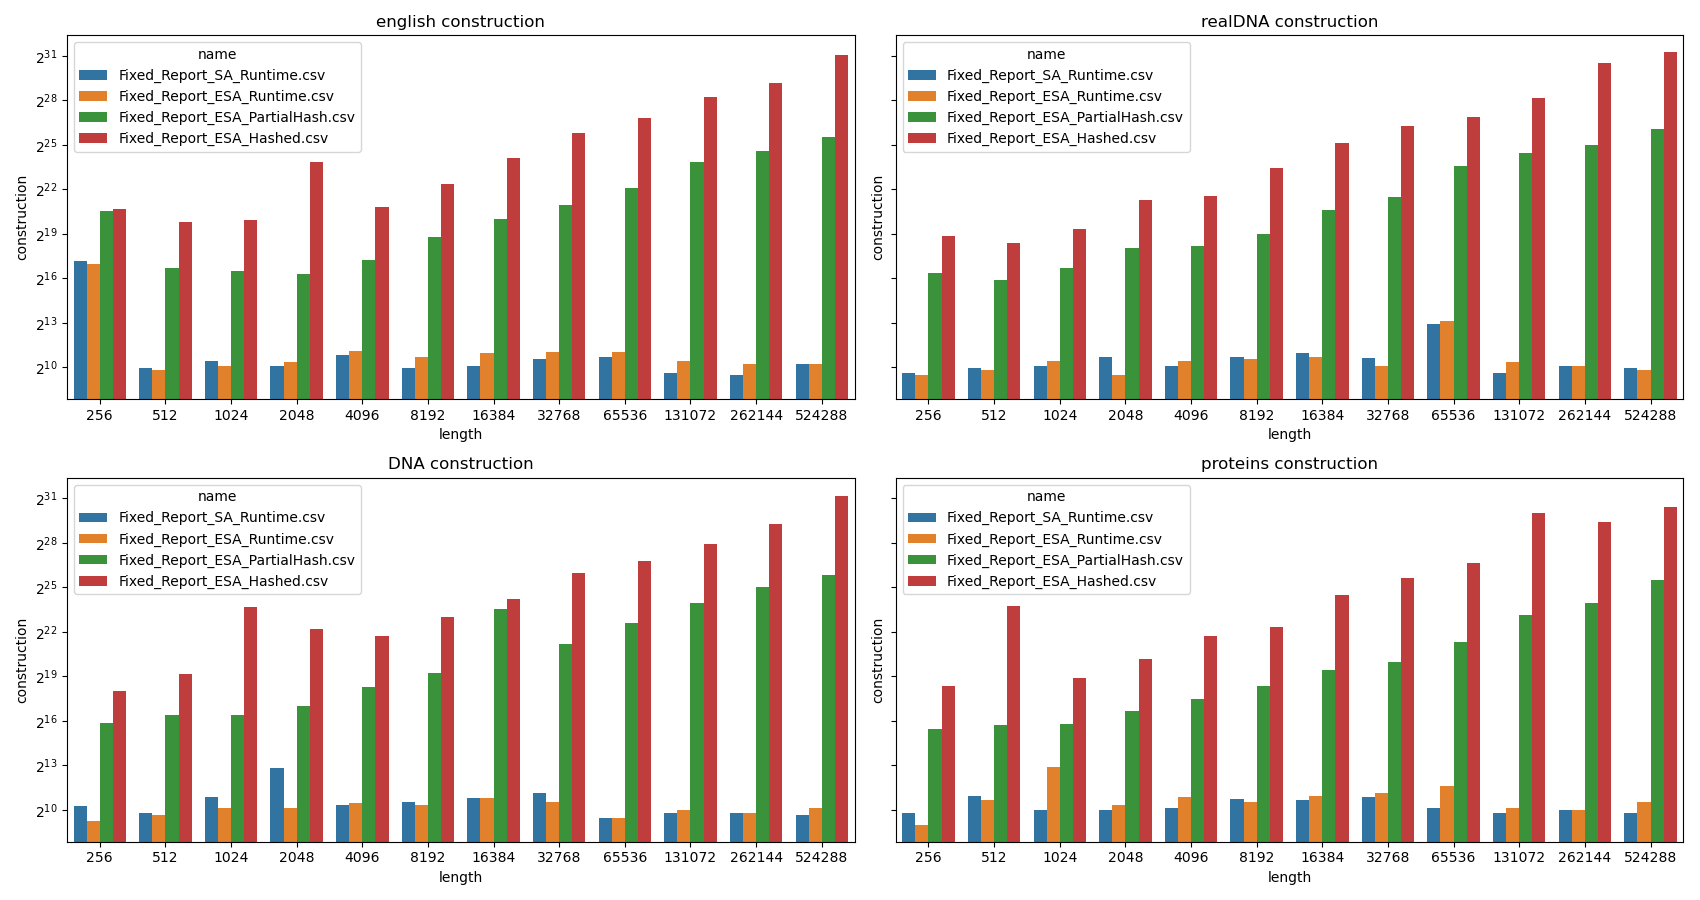 english construction
2^31
2^28
2^25
2^22
2^19
2^16
2^13
2^10
construction
name
Fixed_Report_SA_Runtime.csv
Fixed_Report_ESA_Runtime.csv
Fixed_Report_ESA_PartialHash.csv
Fixed_Report_ESA_Hashed.csv
256 512 1024 2048 4096 8192 16384 32768 65536 131072 262144 524288
length
realDNA construction
construction
name
Fixed_Report_SA_Runtime.csv
Fixed_Report_ESA_Runtime.csv
Fixed_Report_ESA_PartialHash.csv
Fixed_Report_ESA_Hashed.csv
256 512 1024 2048 4096 8192 16384 32768 65536 131072 262144 524288
length
DNA construction
2^31
2^28
2^25
2^22
2^19
2^16
2^13
2^10
construction
name
Fixed_Report_SA_Runtime.csv
Fixed_Report_ESA_Runtime.csv
Fixed_Report_ESA_PartialHash.csv
Fixed_Report_ESA_Hashed.csv
256 512 1024 2048 4096 8192 16384 32768 65536 131072 262144 524288
length
proteins construction
construction
name
Fixed_Report_SA_Runtime.csv
Fixed_Report_ESA_Runtime.csv
Fixed_Report_ESA_PartialHash.csv
Fixed_Report_ESA_Hashed.csv
256 512 1024 2048 4096 8192 16384 32768 65536 131072 262144 524288
length